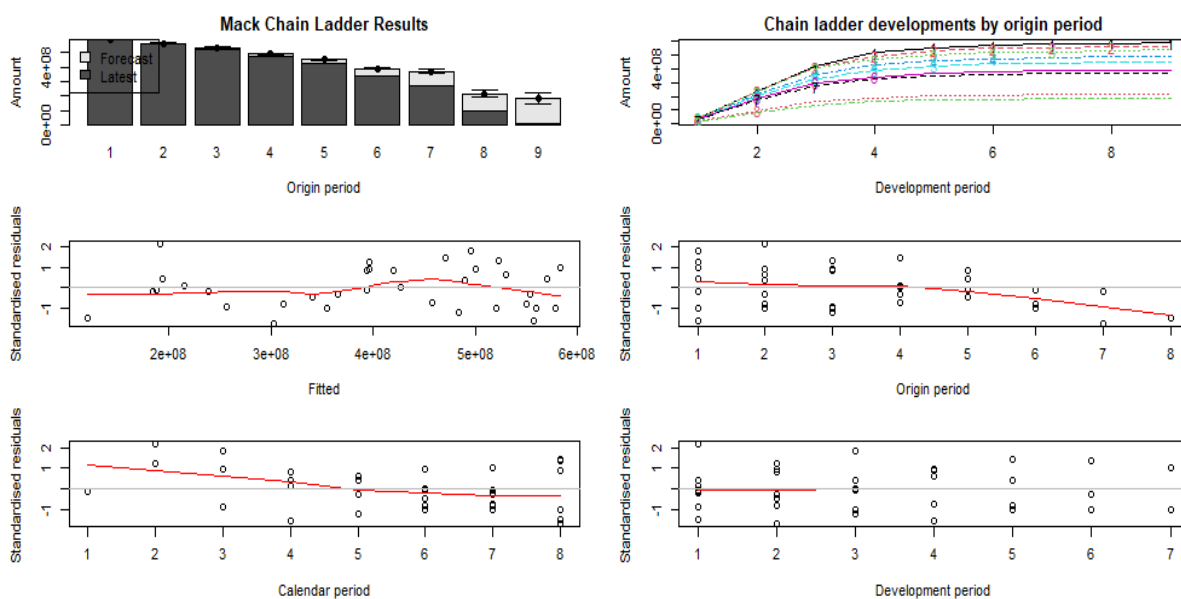 Mack Chain Ladder Results
Amount
0e+00 4e+08
Forecast
Latest
1 2 3 4 5 6 7 8 9
Origin period
Chain ladder developments by origin period
Amount
0e+00 4e+08
2 4 6 8
Development period
Standardised residuals
-1 1 2
2e+08 3e+08 4e+08 5e+08 6e+08
Fitted
Standardised residuals
-1 1 2
1 2 3 4 5 6 7 8
Origin period
Standardised residuals
-1 1 2
1 2 3 4 5 6 7 8
Calendar period
Standardised residuals
-1 1 2
1 2 3 4 5 6 7
Development period